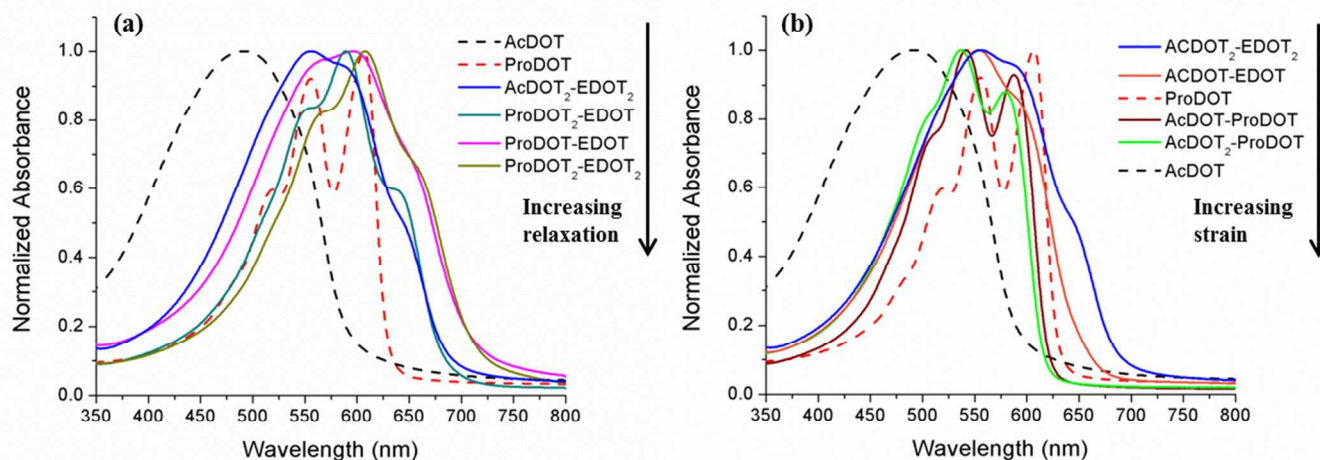 (a)
Normalized Absorbance
1.0
0.8
0.6
0.4
0.2
0.0
350 400 450 500 550 600 650 700 750 800
Wavelength (nm)
AcDOT
ProDOT
AcDOT₂-EDOT₂
ProDOT₂-EDOT
ProDOT-EDOT
ProDOT₂-EDOT₂
Increasing
relaxation
(b)
Normalized Absorbance
1.0
0.8
0.6
0.4
0.2
0.0
350 400 450 500 550 600 650 700 750 800
Wavelength (nm)
ACDOT₂-EDOT₂
ACDOT-EDOT
ProDOT
AcDOT-ProDOT
AcDOT₂-ProDOT
AcDOT
Increasing
strain